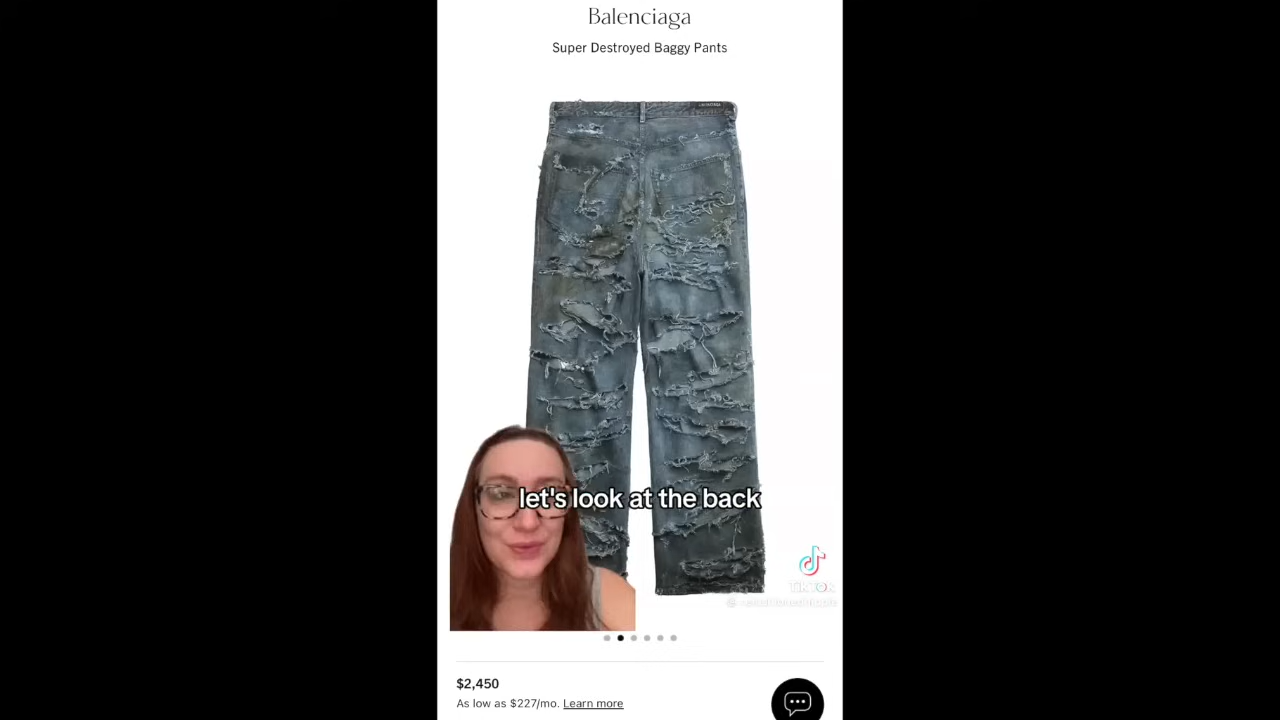 Balenciaga
Super Destroyed Baggy Pants
let's look at the back
TikTok
$2,450
As low as $227/mo. Learn more